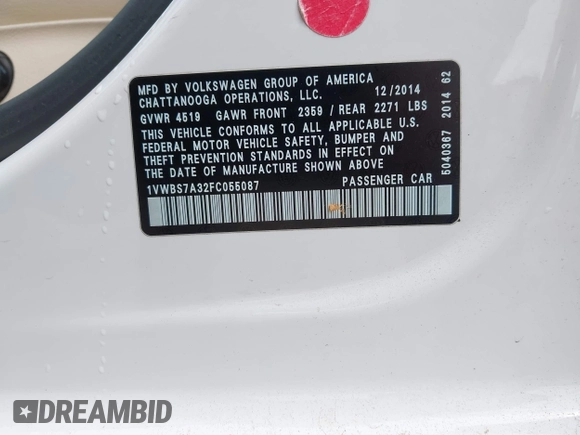 MFD BY VOLKSWAGEN GROUP OF AMERICA
CHATTANOOGA OPERATIONS, LLC. 12/2014
GVWR 4519 GAWR FRONT 2359 / REAR 2271 LBS
THIS VEHICLE CONFORMS TO ALL APPLICABLE U.S.
FEDERAL MOTOR VEHICLE SAFETY, BUMPER AND
THEFT PREVENTION STANDARDS IN EFFECT ON
THE DATE OF MANUFACTURE SHOWN ABOVE
1VWBS7A32FC055087 PASSENGER CAR
5040367 2014 62
DREAMBID